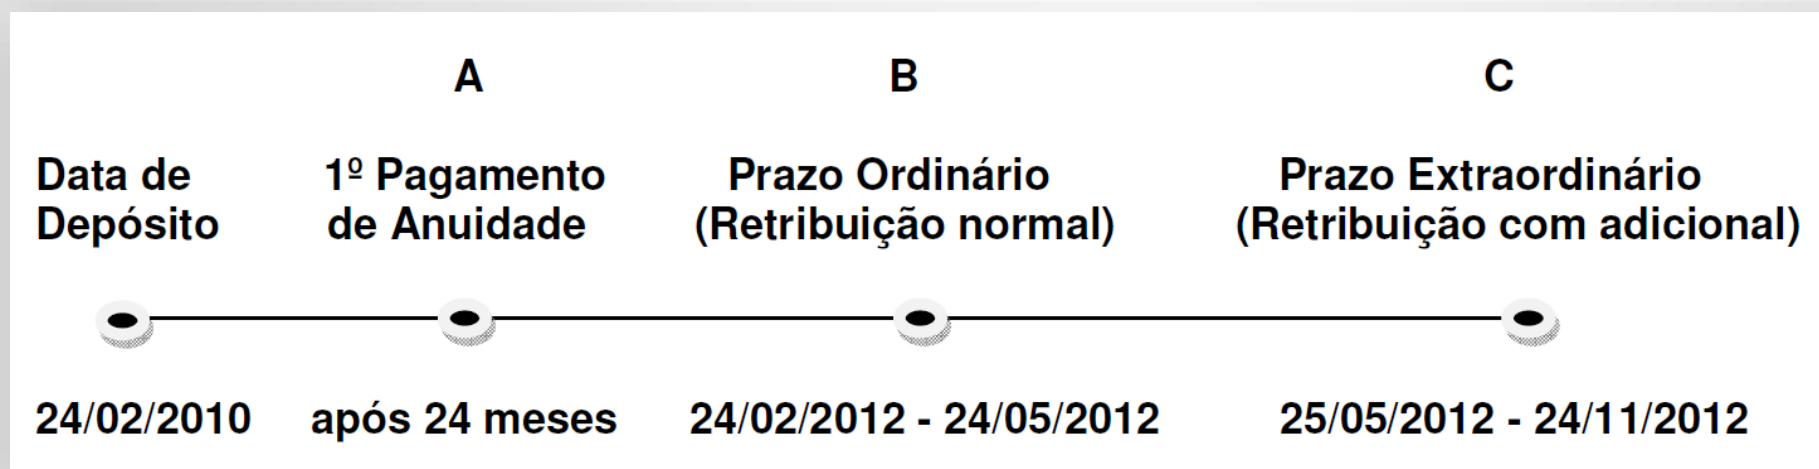 A B C
Data de 1º Pagamento Prazo Ordinário Prazo Extraordinário
Depósito de Anuidade (Retribuição normal) (Retribuição com adicional)
24/02/2010 após 24 meses 24/02/2012 - 24/05/2012 25/05/2012 - 24/11/2012